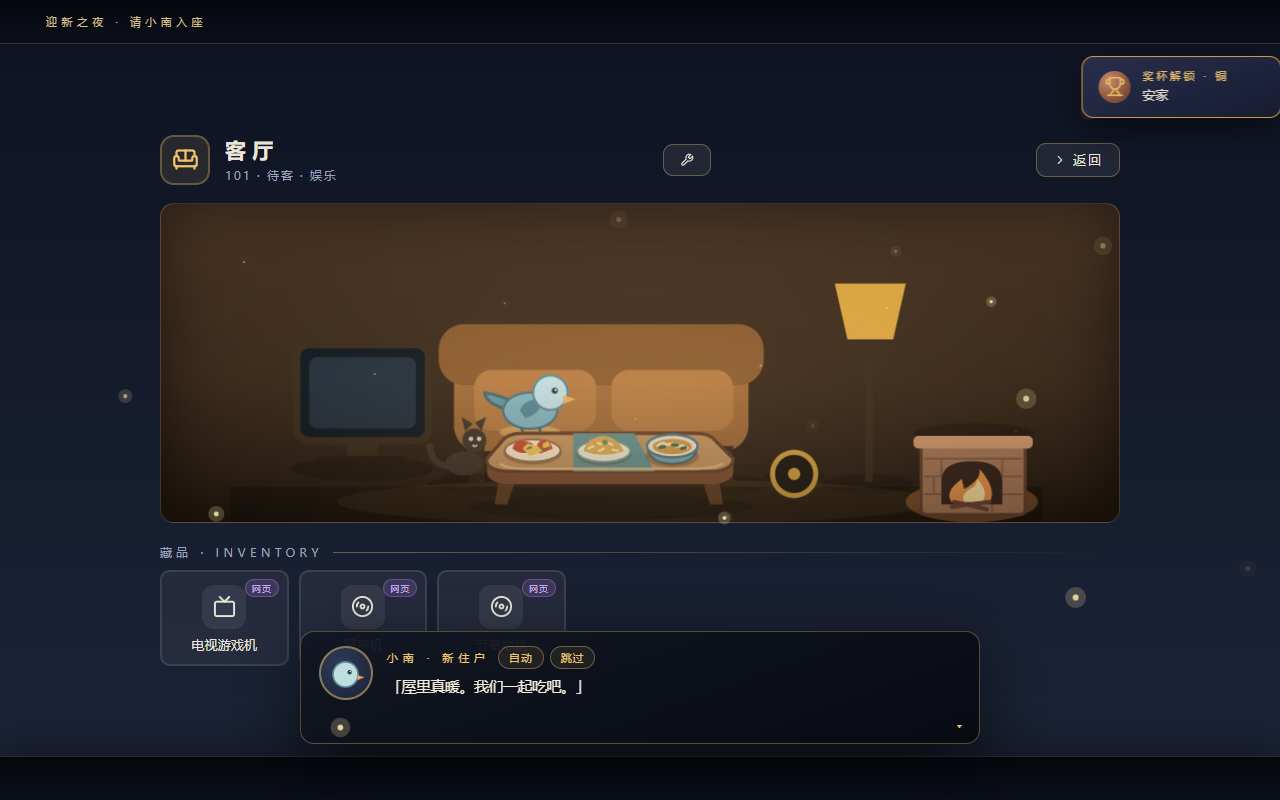 迎新之夜 · 请小南入座
奖杯解锁 · 铜
安家
客厅
101 · 待客 · 娱乐
返回
藏品 · INVENTORY
网页
网页
网页
电视游戏机
小南 · 新住户
自动
跳过
「屋里真暖。我们一起吃吧。」